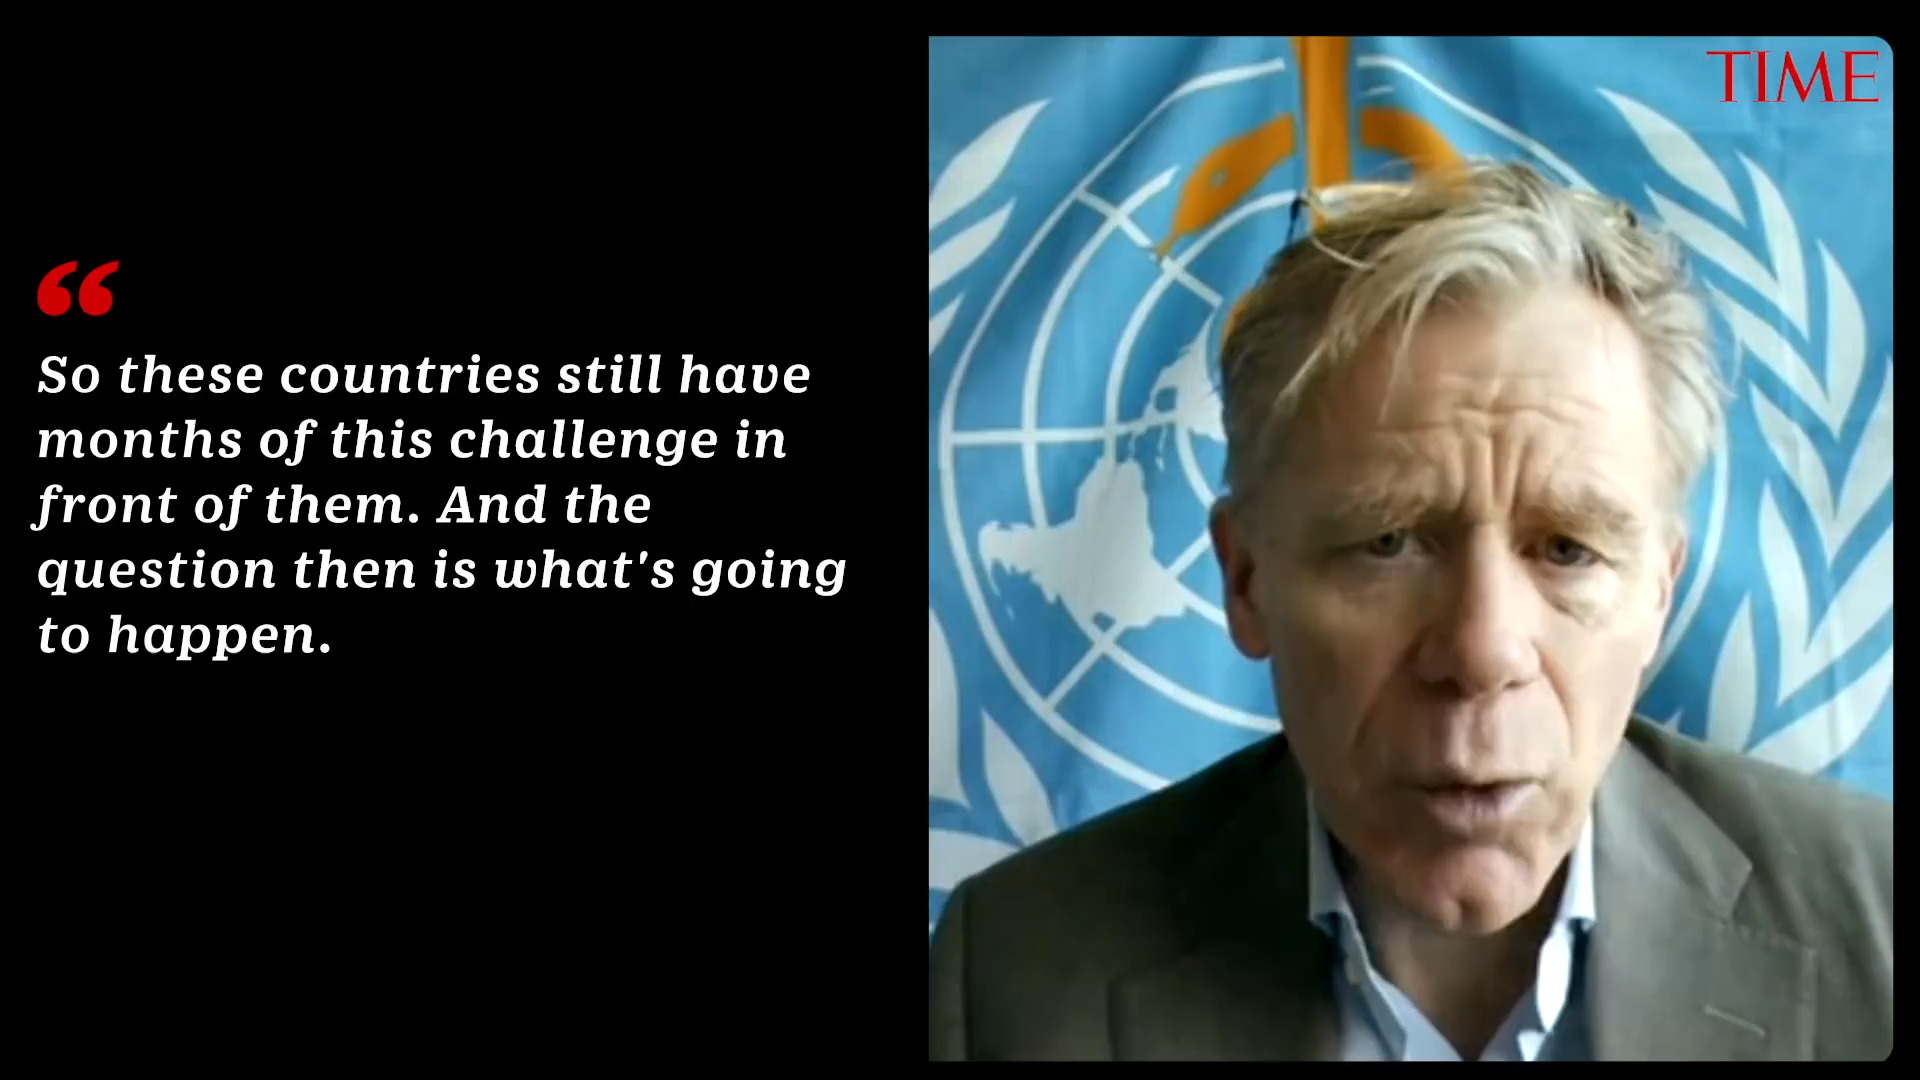 TIME
“
So these countries still have
months of this challenge in
front of them. And the
question then is what's going
to happen.